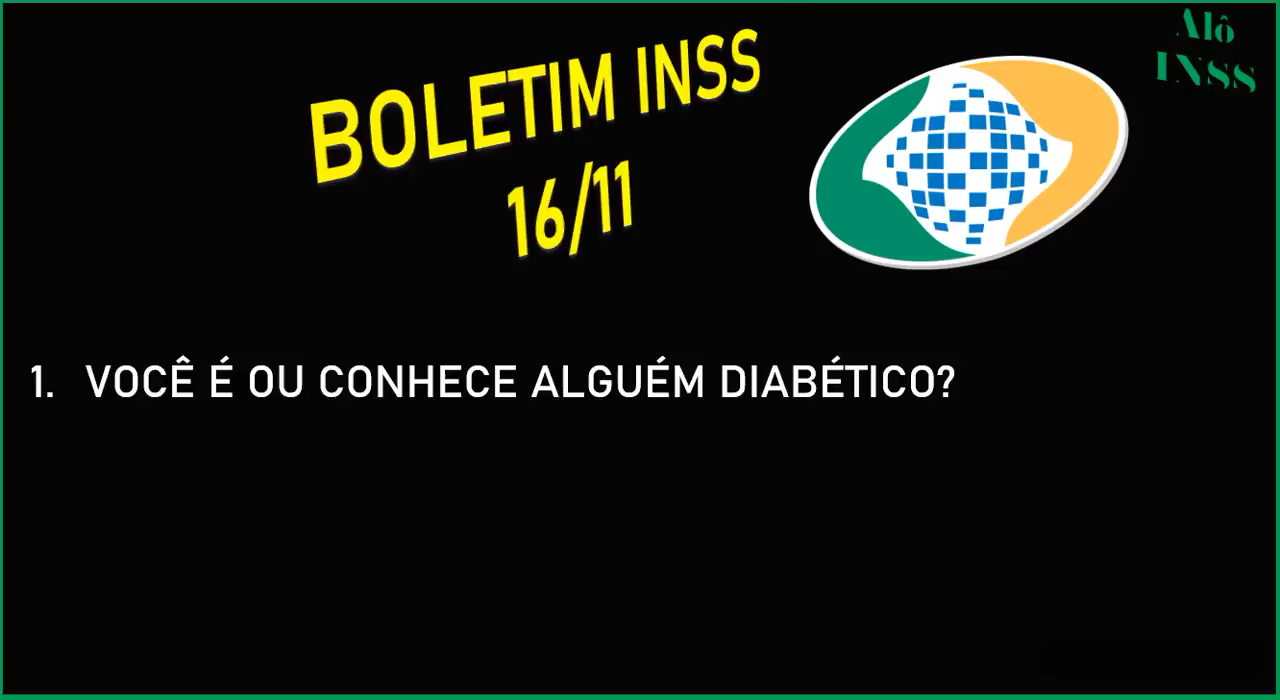 BOLETIM INSS
16/11
Alô
INSS
1. VOCÊ É OU CONHECE ALGUÉM DIABÉTICO?